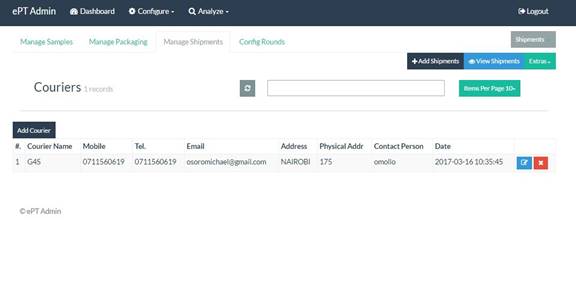 ePT Admin Dashboard Configure Analyze Logout
Manage Samples Manage Packaging Manage Shipments Config Rounds
Shipments
Add Shipments View Shipments Extras
Couriers 1 records
Items Per Page 10
Add Courier
#. Courier Name Mobile Tel. Email Address Physical Addr Contact Person Date
1 G4S 0711560619 0711560619 osoromichael@gmail.com NAIROBI 175 omollo 2017-03-16 10:35:45
© ePT Admin